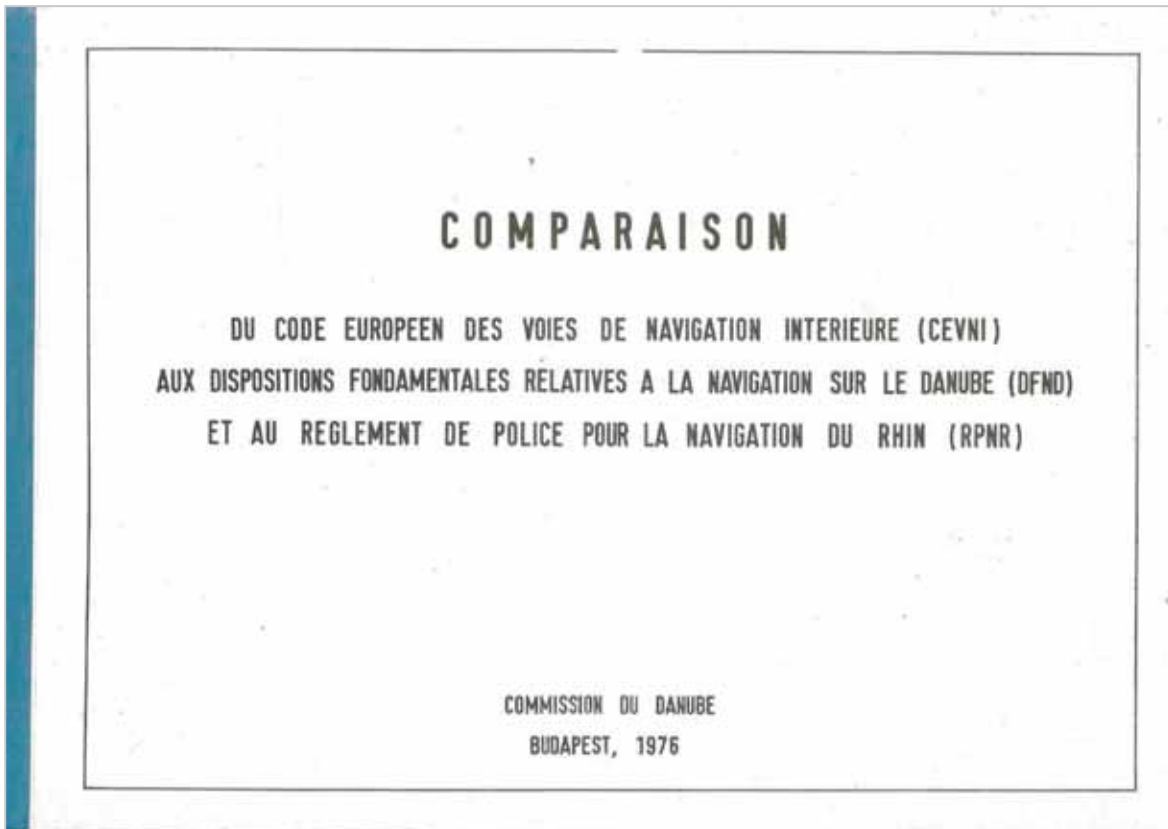 COMPARAISON
DU CODE EUROPEEN DES VOIES DE NAVIGATION INTERIEURE (CEVNI)
AUX DISPOSITIONS FONDAMENTALES RELATIVES A LA NAVIGATION SUR LE DANUBE (DFND)
ET AU REGLEMENT DE POLICE POUR LA NAVIGATION DU RHIN (RPNR)
COMMISSION DU DANUBE
BUDAPEST, 1976